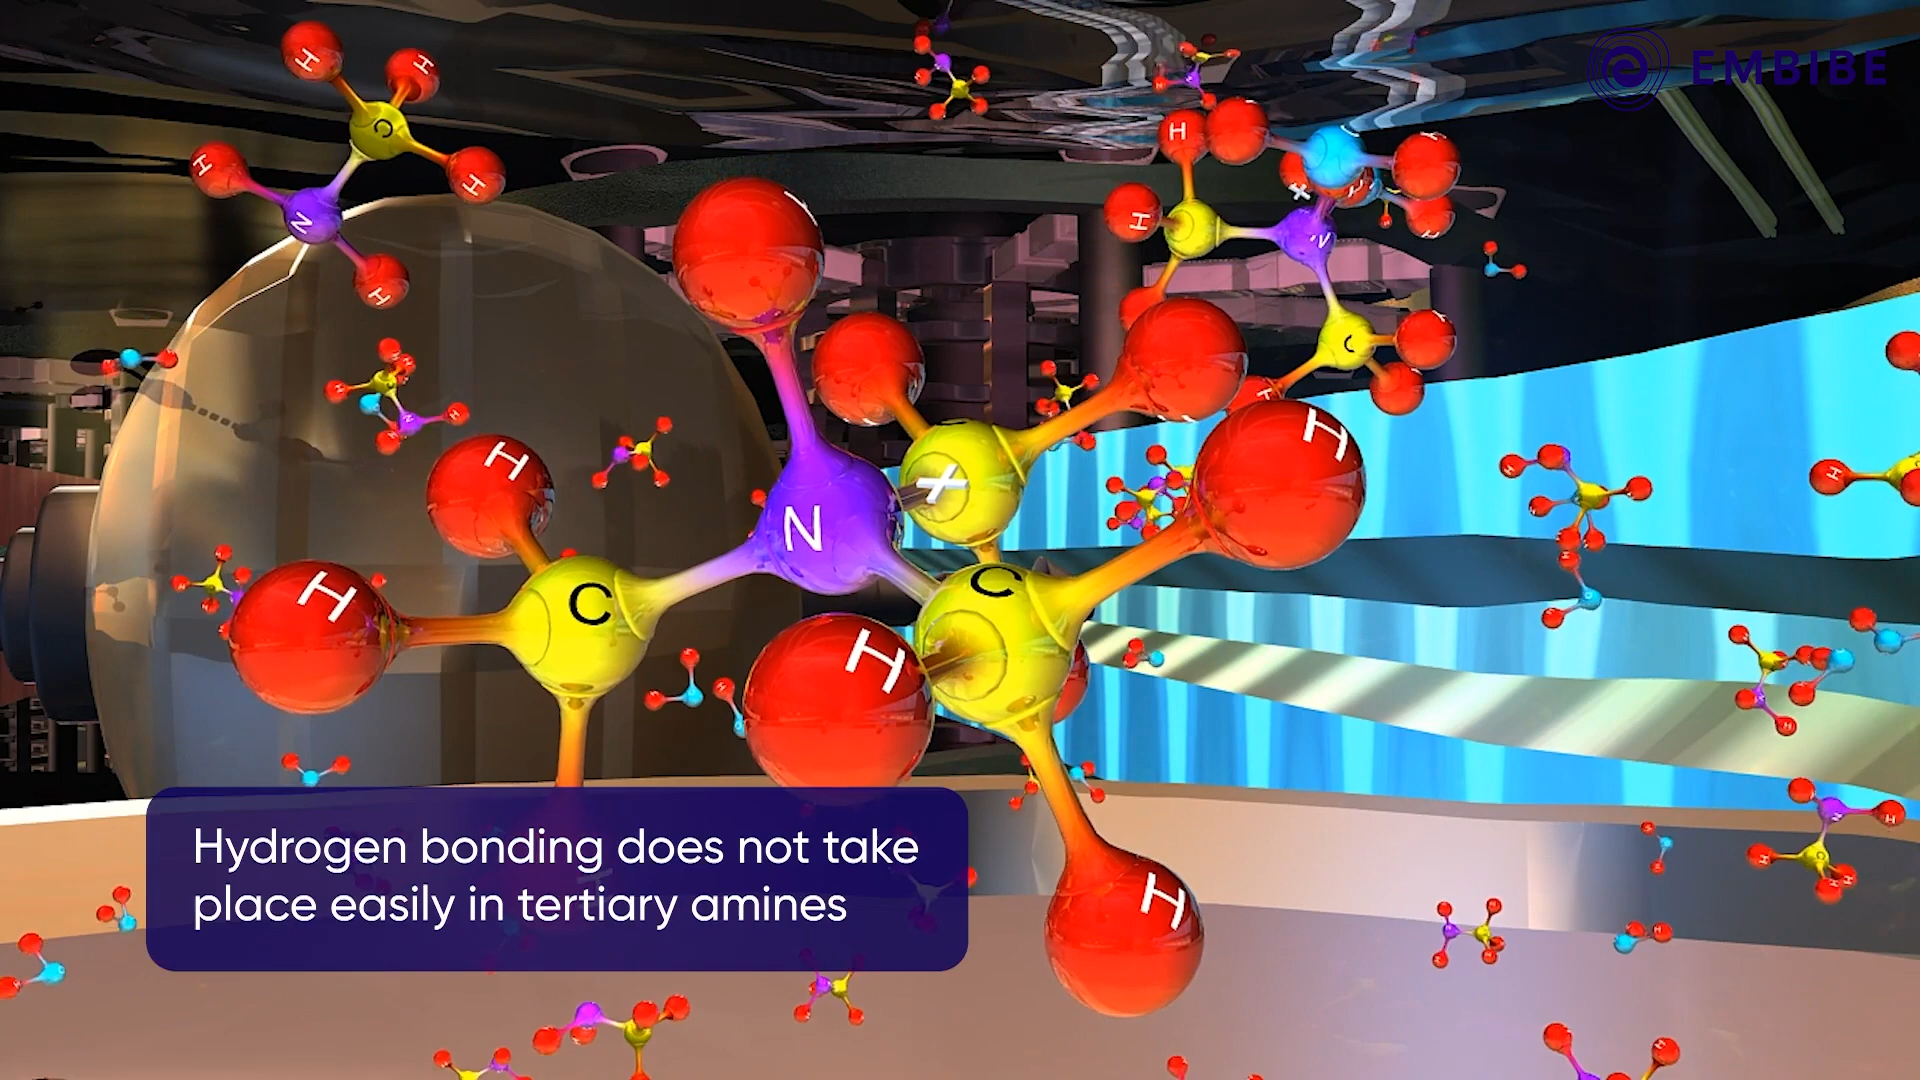 EMBIBE
H
H
C
H
H
N
H
H
H
C
H
N
C
H
H
N
C
H
C
H
H
Hydrogen bonding does not take
place easily in tertiary amines